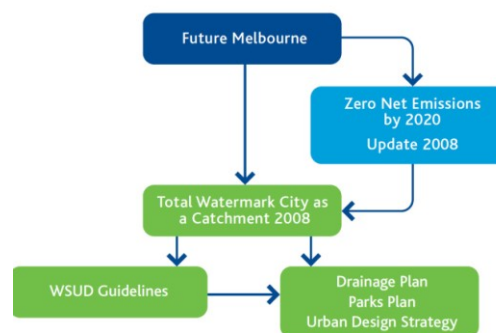 Future Melbourne
Zero Net Emissions
by 2020
Update 2008
Total Watermark City as
a Catchment 2008
WSUD Guidelines
Drainage Plan
Parks Plan
Urban Design Strategy